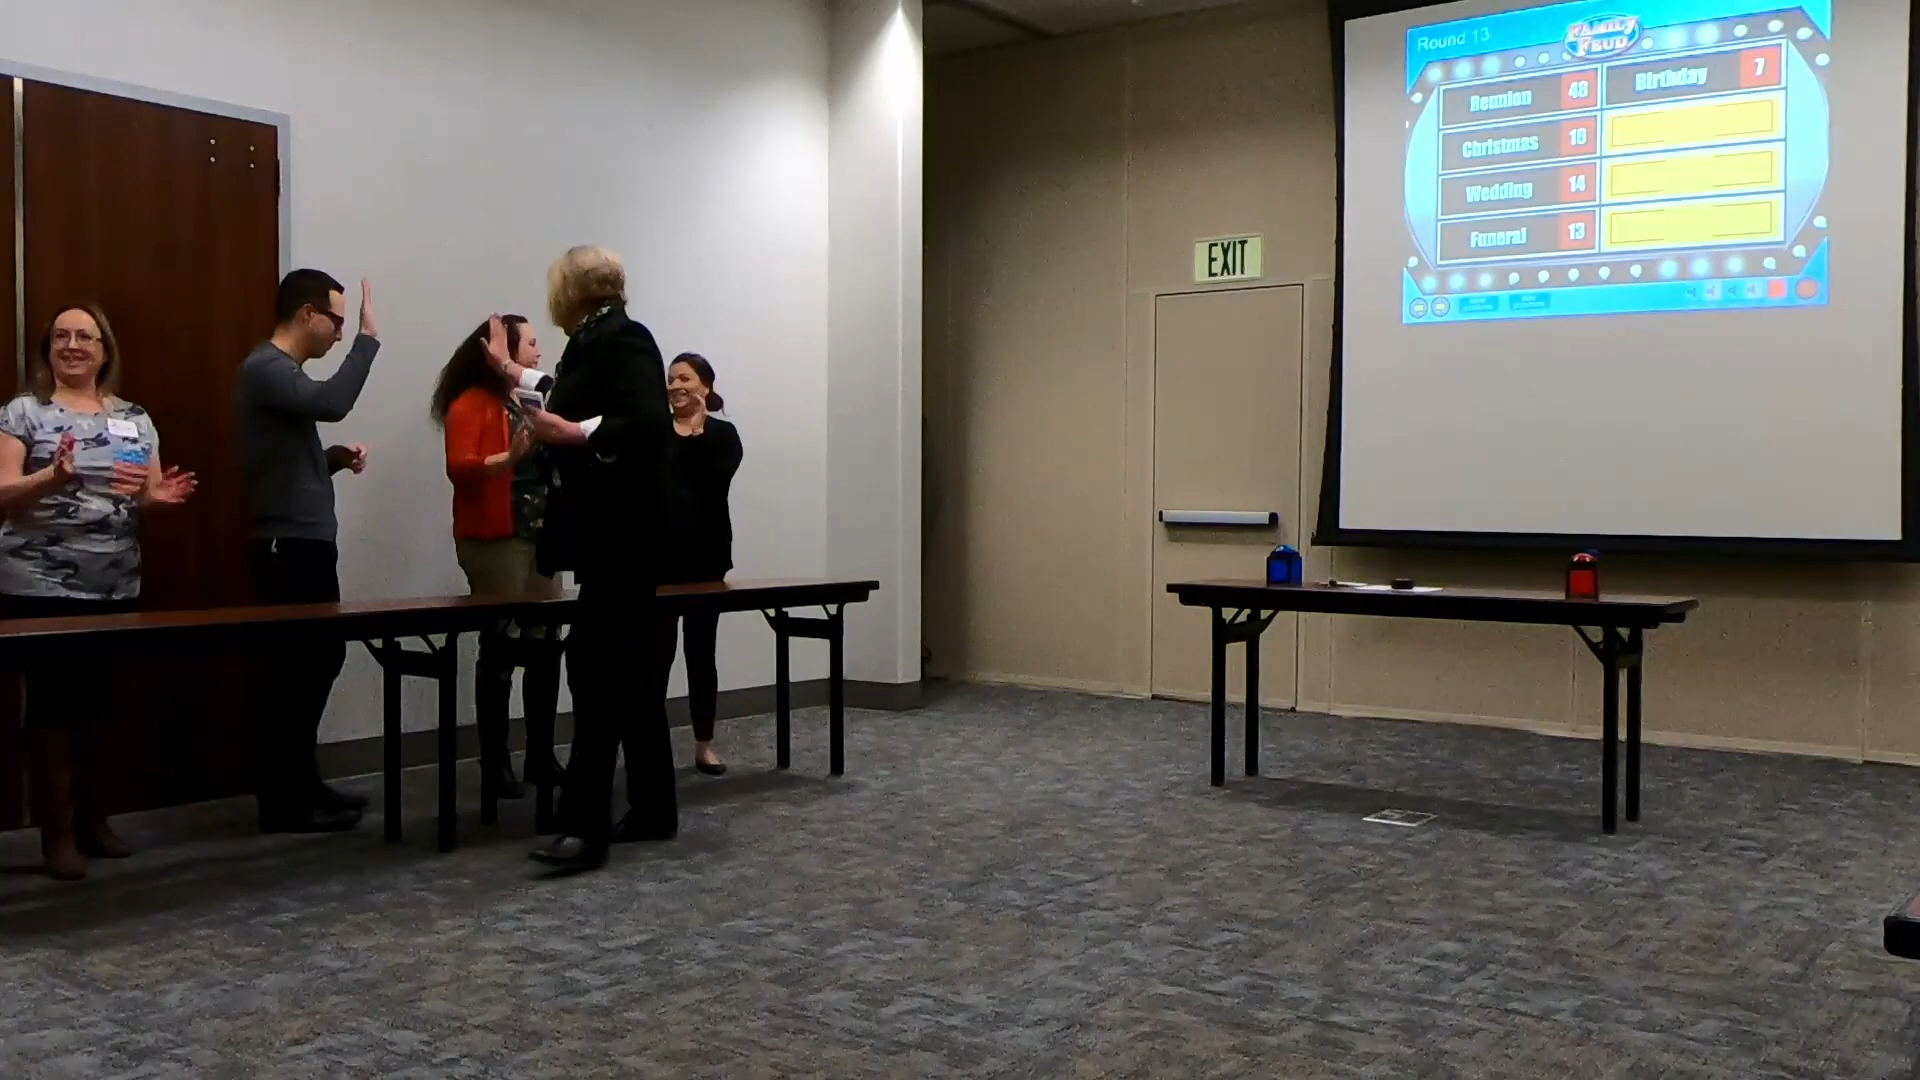 Round 13
FAMILY FEUD
Reunion 48
Christmas 16
Wedding 14
Funeral 13
Birthday 7
EXIT